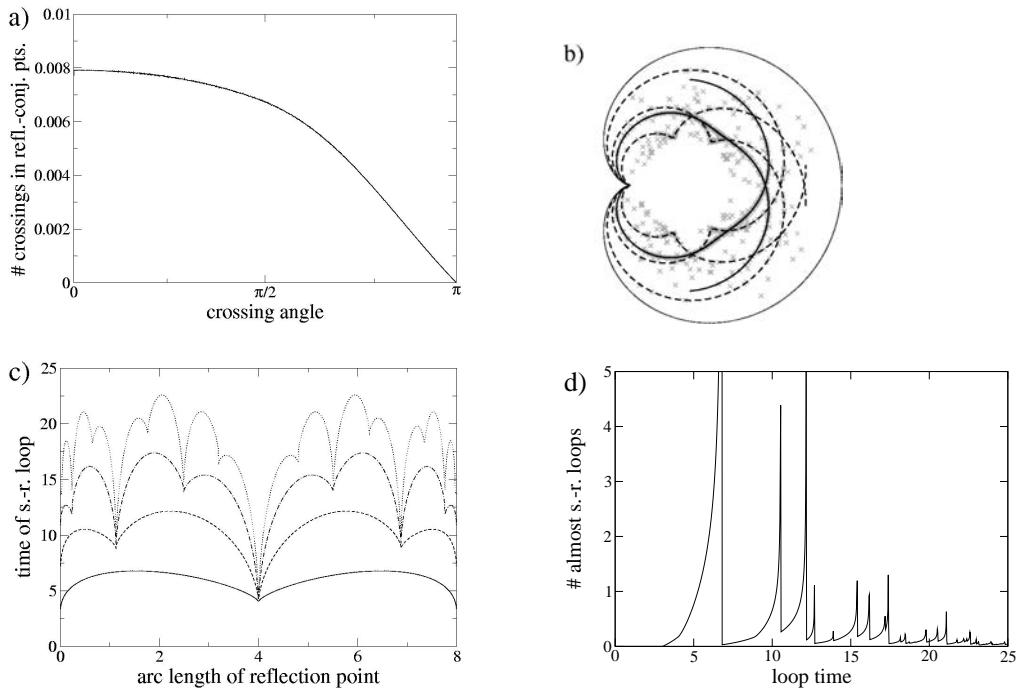 a)
# crossings in refl.-conj. pts.
0.01
0.008
0.006
0.004
0.002
0
0
π/2
π
crossing angle
b)
c)
time of s.-r. loop
25
20
15
10
5
0
0
2
4
6
8
arc length of reflection point
d)
# almost s.-r. loops
5
4
3
2
1
0
0
5
10
15
20
25
loop time